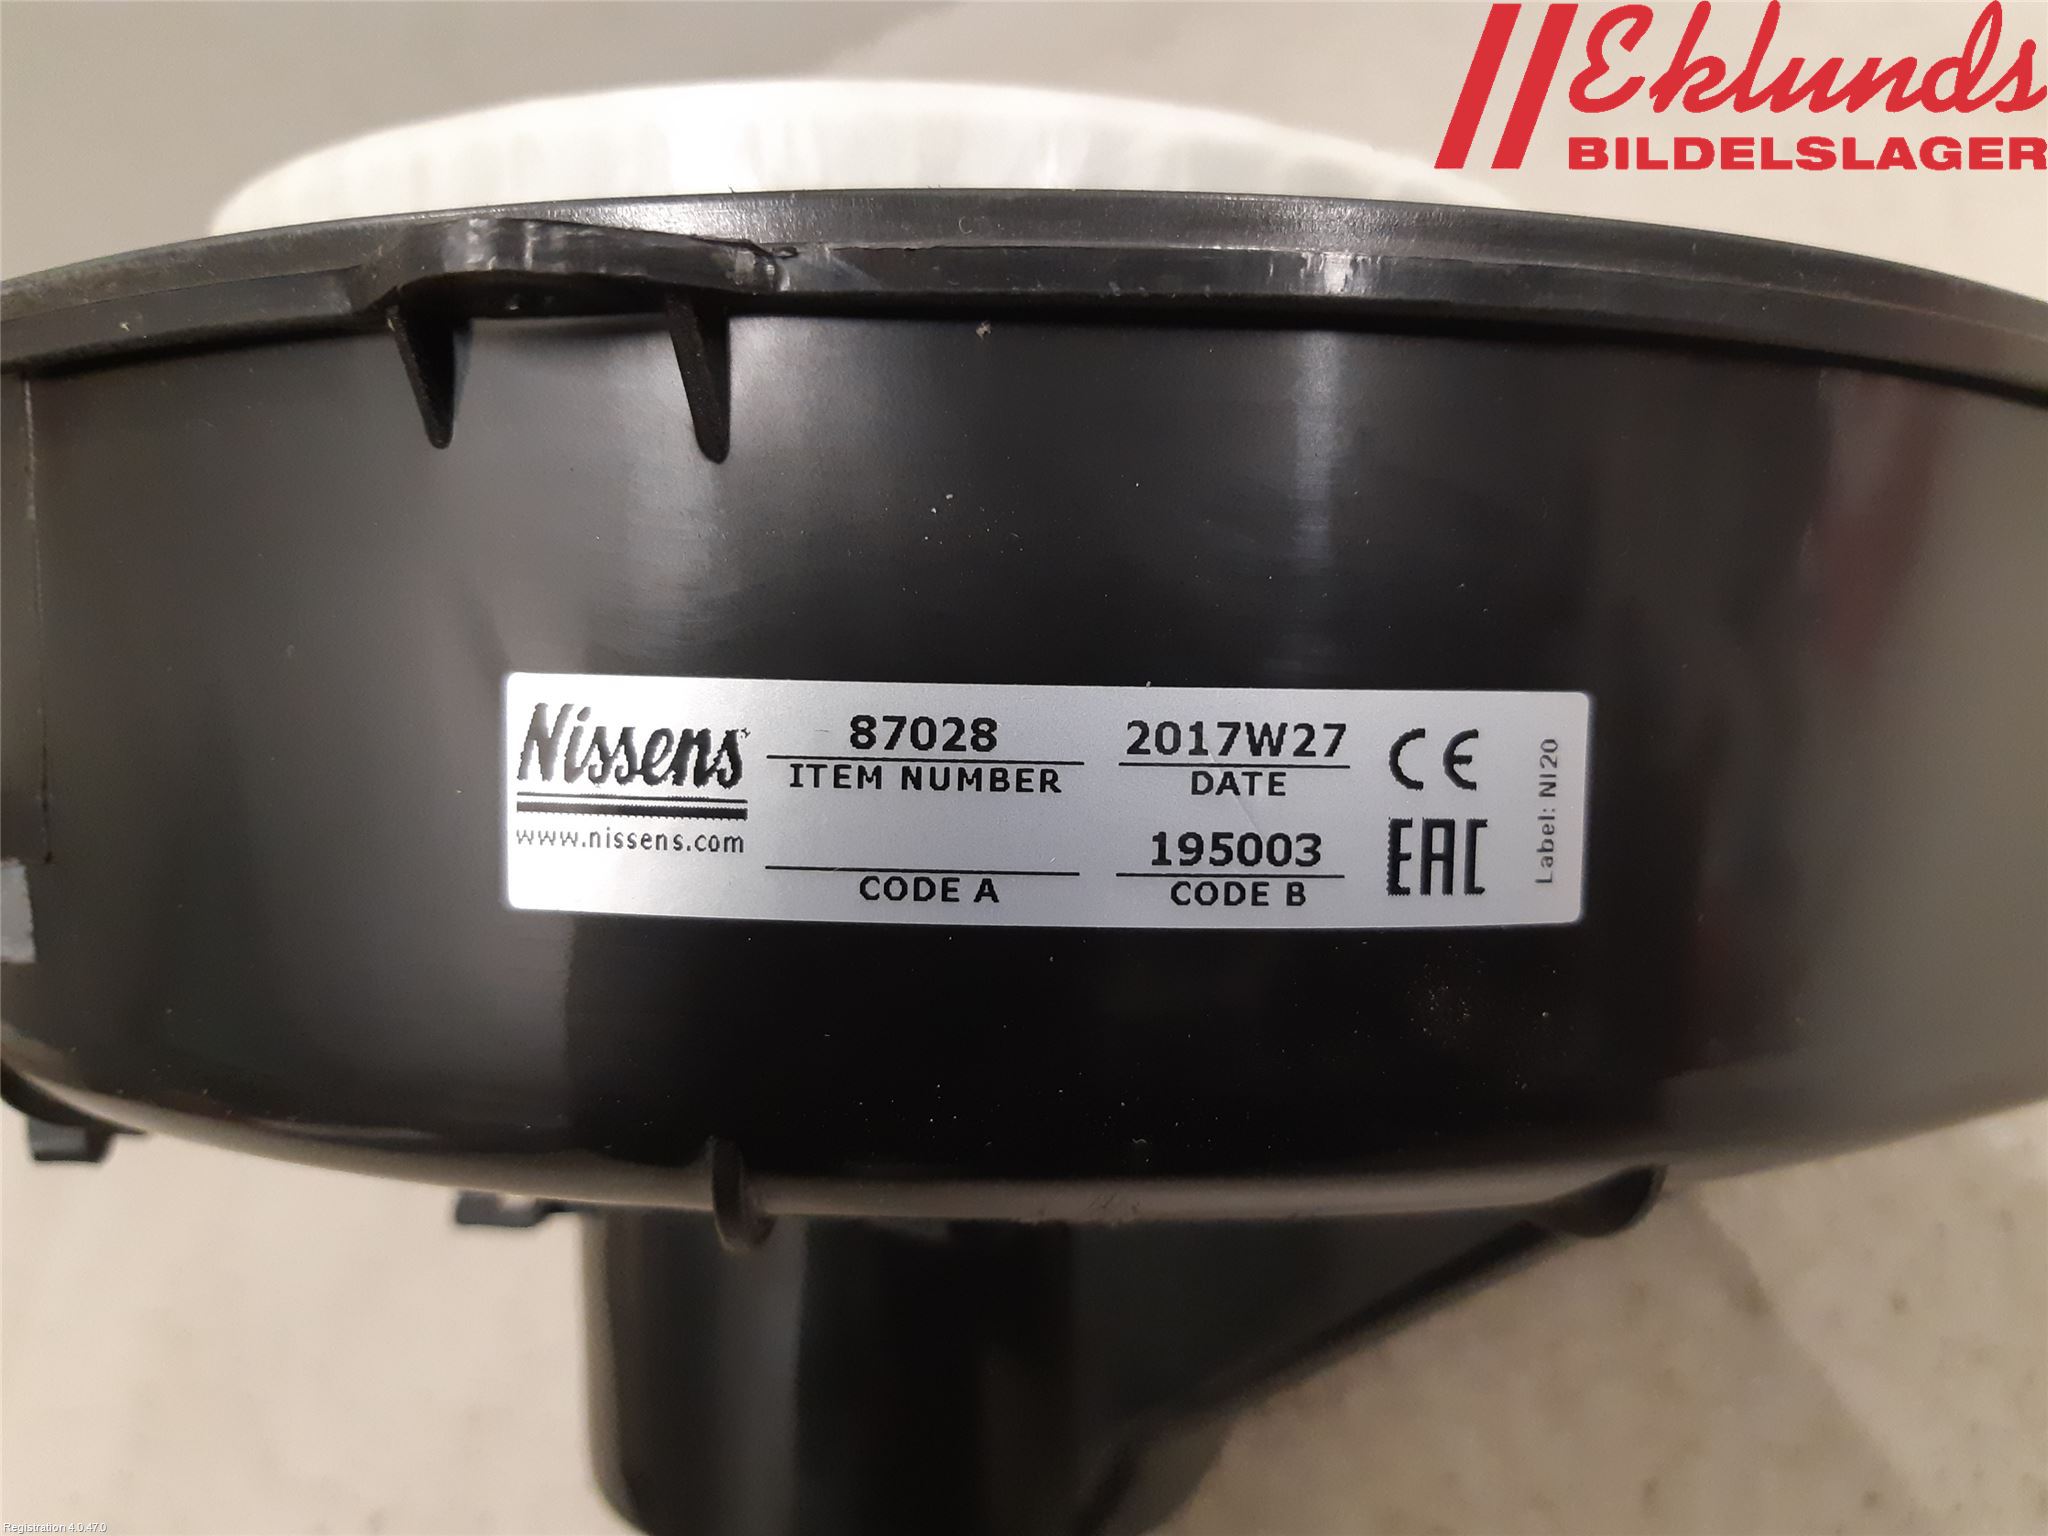 Eklunds
BILDELSLAGER
Nissens
www.nissens.com
87028
ITEM NUMBER
2017W27
DATE
CODE A
195003
CODE B
CE
EAC
Label: NI20
Registration 4.0.47.0